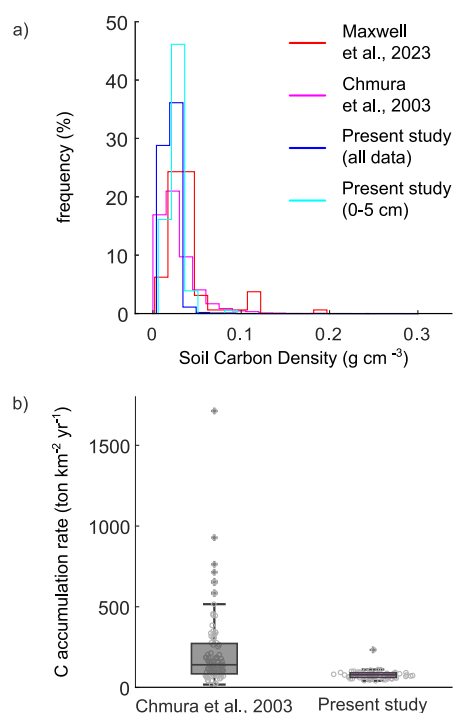 a)
50
40
30
20
10
0
frequency (%)
0
0.1
0.2
0.3
Soil Carbon Density (g cm⁻³)
Maxwell
et al., 2023
Chmura
et al., 2003
Present study
(all data)
Present study
(0-5 cm)
b)
1500
1000
500
0
C accumulation rate (ton km⁻² yr⁻¹)
Chmura et al., 2003
Present study